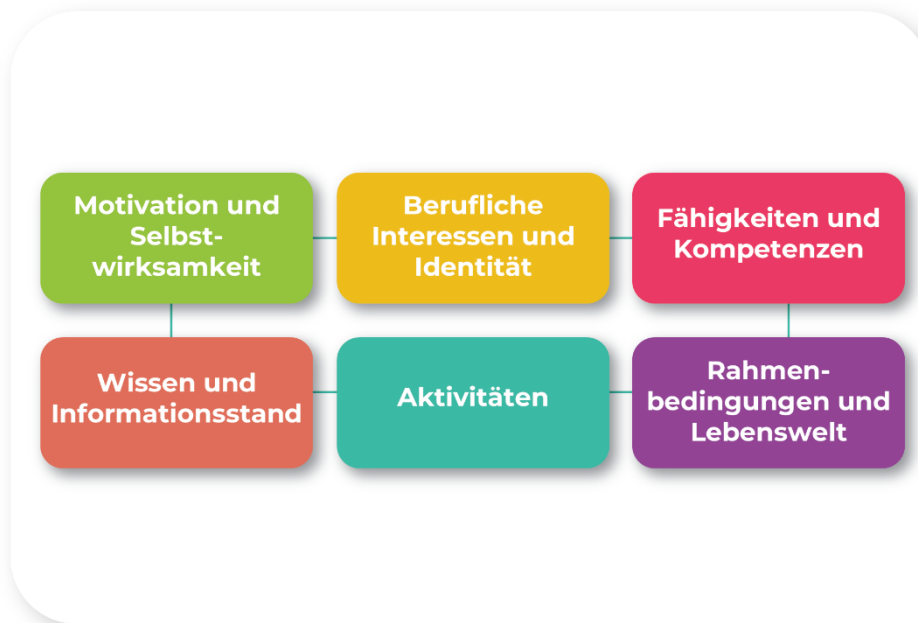 Motivation und
Selbst-
wirksamkeit
Berufliche
Interessen und
Identität
Fähigkeiten und
Kompetenzen
Wissen und
Informationsstand
Aktivitäten
Rahmen-
bedingungen und
Lebenswelt